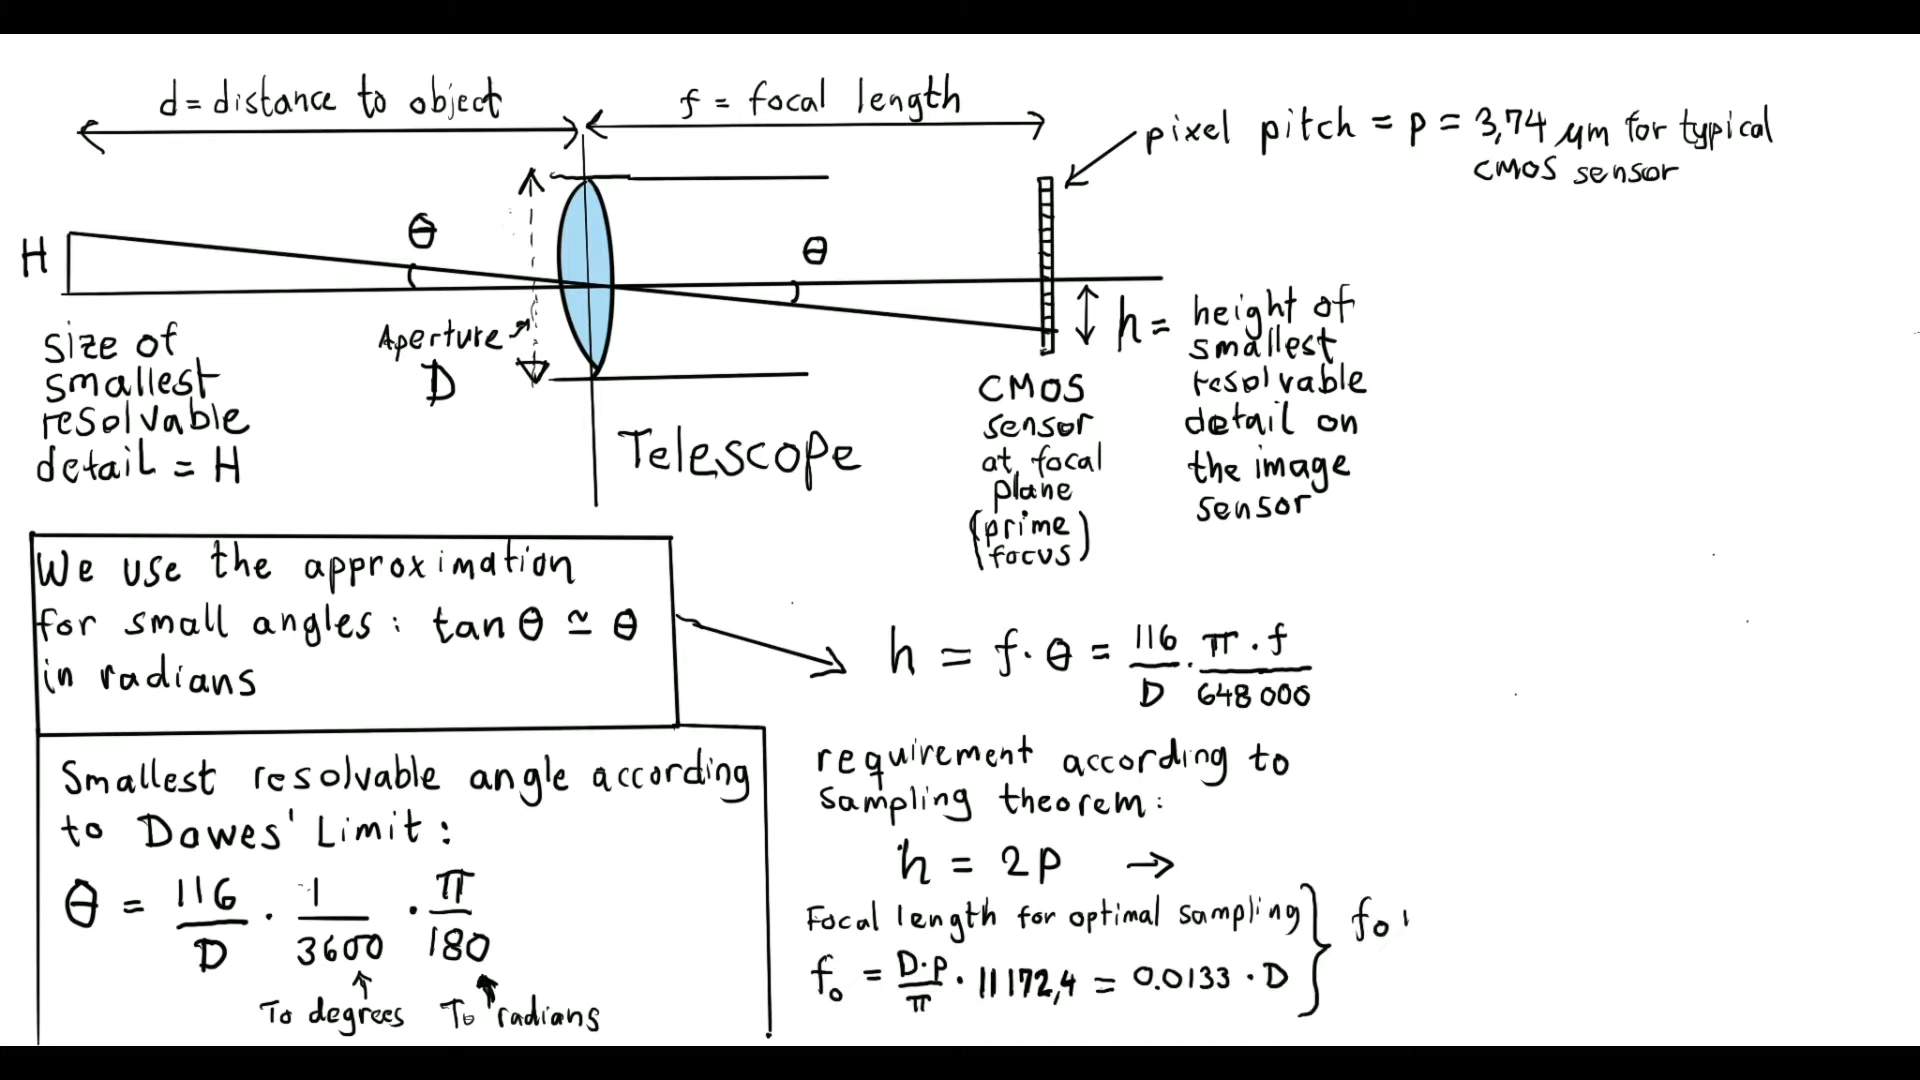 d = distance to object
f = focal length
pixel pitch = p = 3,74 μm for typical
CMOS sensor
H
θ
θ
size of
smallest
resolvable
detail = H
Aperture
D
Telescope
CMOS
sensor
at focal
plane
(prime
focus)
h = height of
smallest
resolvable
detail on
the image
sensor
We use the approximation
for small angles: tan θ ≃ θ
in radians
h = f · θ = 116/D · π · f/648000
Smallest resolvable angle according
to Dawes' Limit:
θ = 116/D · 1/3600 · π/180
To degrees To radians
requirement according to
sampling theorem:
h = 2p →
Focal length for optimal sampling
f₀ = D·p/π · 11172,4 = 0.0133 · D
f₀